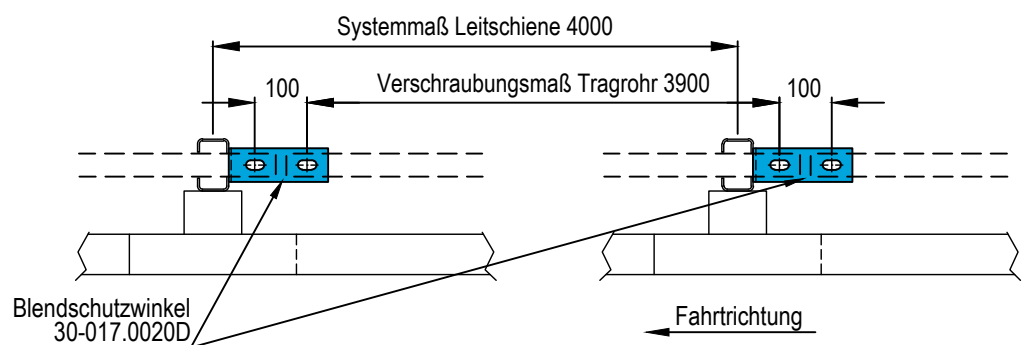 Systemmaß Leitschiene 4000
100
Verschraubungsmaß Tragrohr 3900
100
Blendschutzwinkel
30-017.0020D
Fahrtrichtung